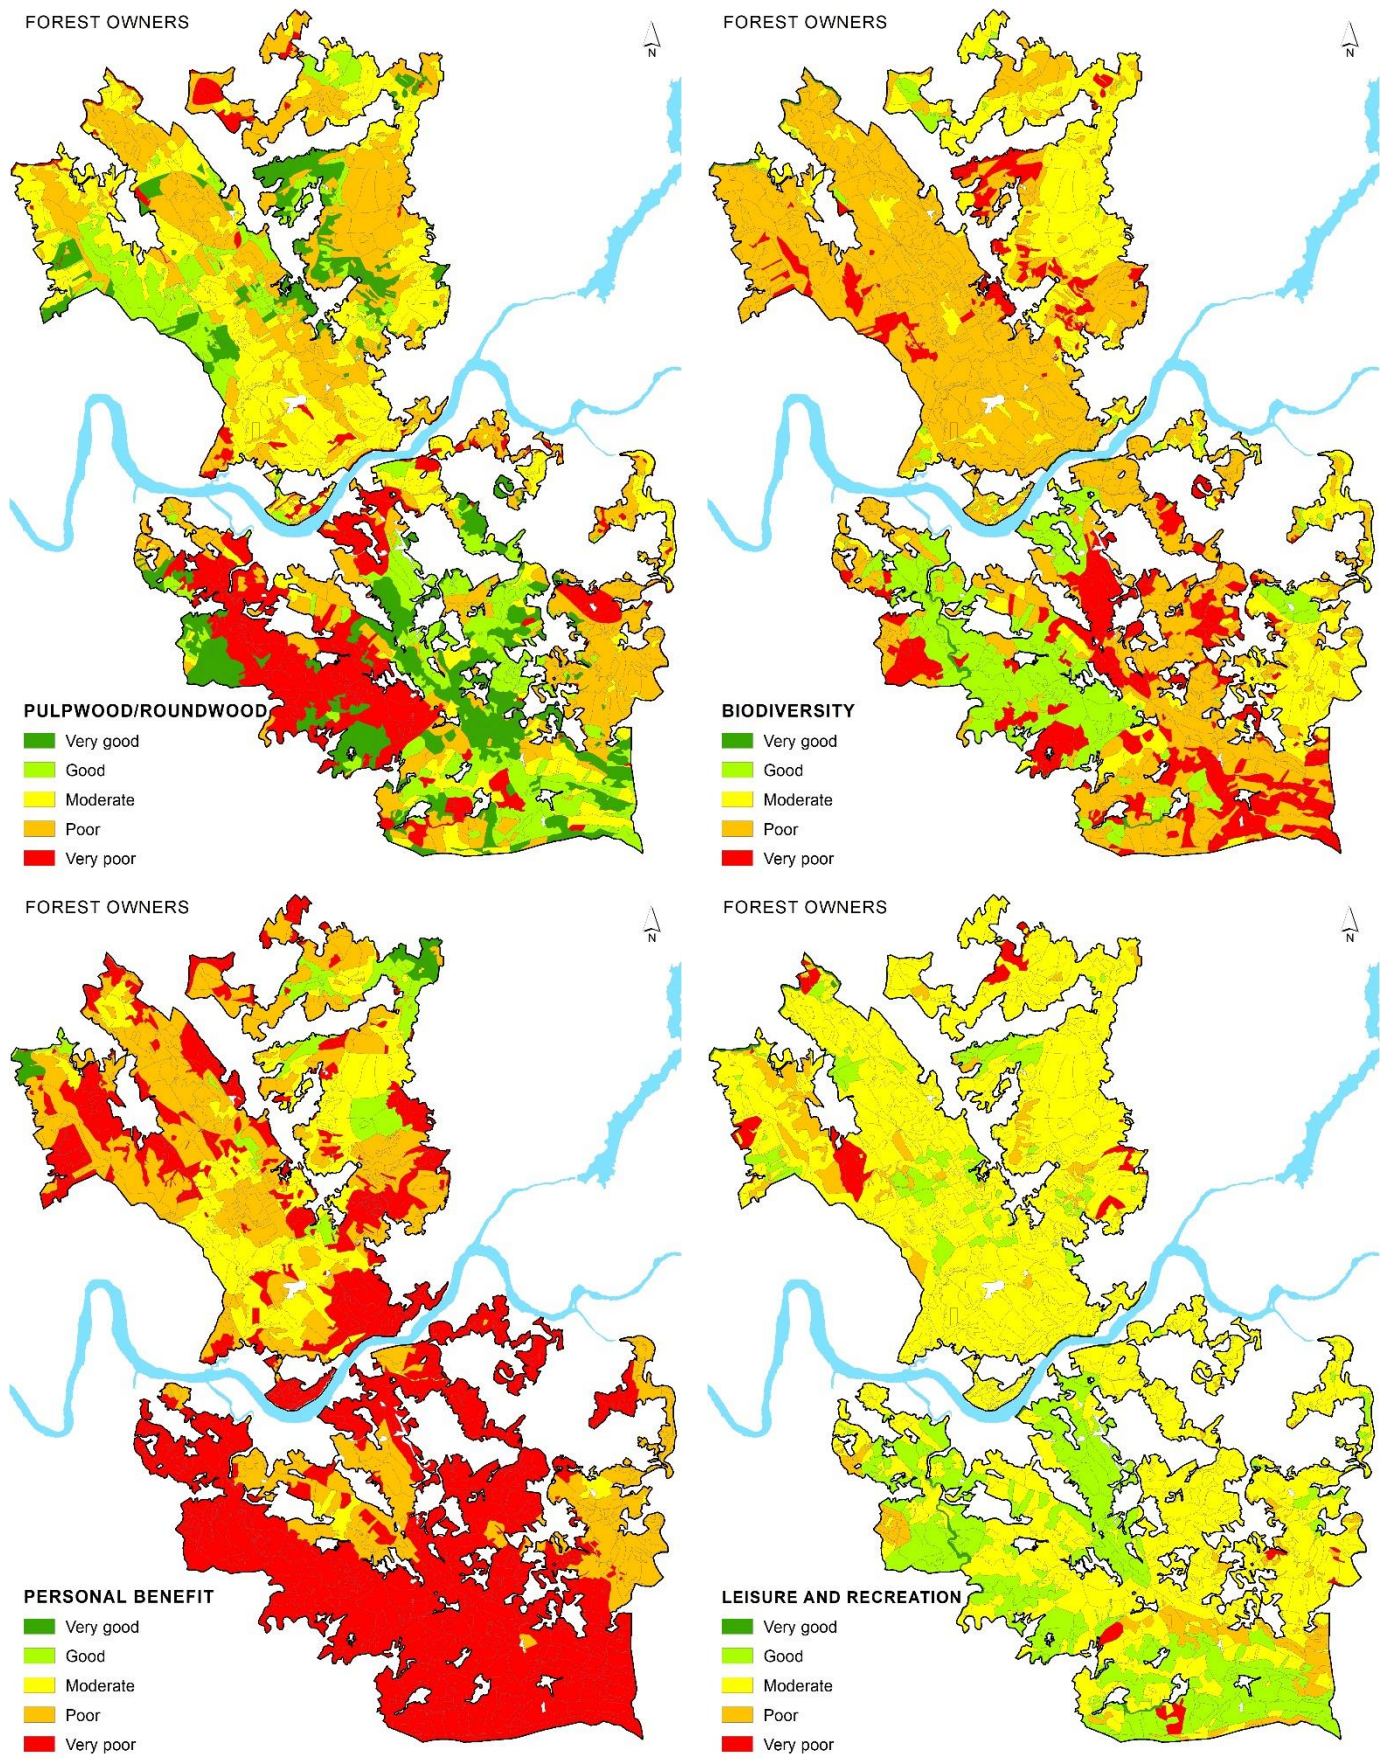 FOREST OWNERS
N
PULPWOOD/ROUNDWOOD
Very good
Good
Moderate
Poor
Very poor
FOREST OWNERS
N
BIODIVERSITY
Very good
Good
Moderate
Poor
Very poor
FOREST OWNERS
N
PERSONAL BENEFIT
Very good
Good
Moderate
Poor
Very poor
FOREST OWNERS
N
LEISURE AND RECREATION
Very good
Good
Moderate
Poor
Very poor